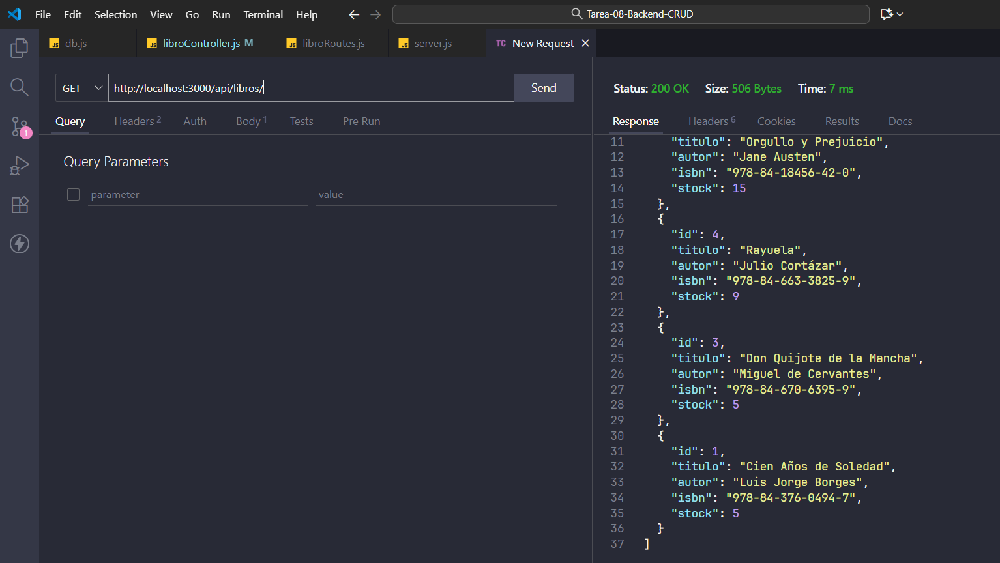 File Edit Selection View Go Run Terminal Help
Tarea-08-Backend-CRUD
JS db.js
JS libroController.js M
JS libroRoutes.js
JS server.js
TC New Request
GET
http://localhost:3000/api/libros/
Send
Query Headers 2 Auth Body 1 Tests Pre Run
1
Query Parameters
parameter value
Status: 200 OK Size: 506 Bytes Time: 7 ms
Response Headers 6 Cookies Results Docs
11 "titulo": "Orgullo y Prejuicio",
12 "autor": "Jane Austen",
13 "isbn": "978-84-18456-42-0",
14 "stock": 15
15 },
16 {
17 "id": 4,
18 "titulo": "Rayuela",
19 "autor": "Julio Cortázar",
20 "isbn": "978-84-663-3825-9",
21 "stock": 9
22 },
23 {
24 "id": 3,
25 "titulo": "Don Quijote de la Mancha",
26 "autor": "Miguel de Cervantes",
27 "isbn": "978-84-670-6395-9",
28 "stock": 5
29 },
30 {
31 "id": 1,
32 "titulo": "Cien Años de Soledad",
33 "autor": "Luis Jorge Borges",
34 "isbn": "978-84-376-0494-7",
35 "stock": 5
36 }
37 ]